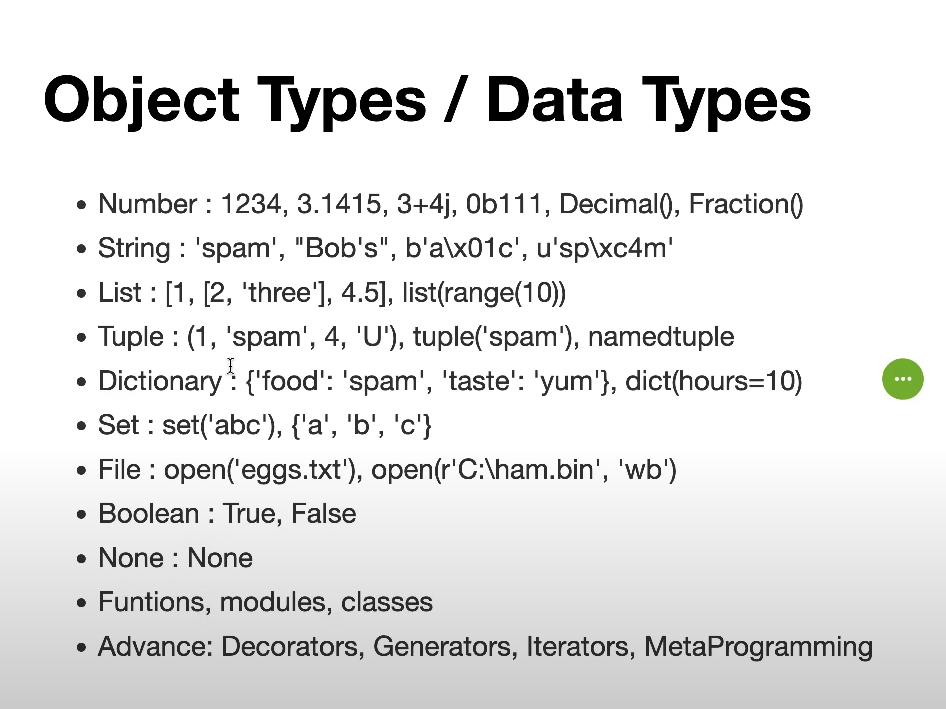 Object Types / Data Types
• Number : 1234, 3.1415, 3+4j, 0b111, Decimal(), Fraction()
• String : 'spam', "Bob's", b'a\x01c', u'sp\xc4m'
• List : [1, [2, 'three'], 4.5], list(range(10))
• Tuple : (1, 'spam', 4, 'U'), tuple('spam'), namedtuple
• Dictionary : {'food': 'spam', 'taste': 'yum'}, dict(hours=10)
• Set : set('abc'), {'a', 'b', 'c'}
• File : open('eggs.txt'), open(r'C:\ham.bin', 'wb')
• Boolean : True, False
• None : None
• Funtions, modules, classes
• Advance: Decorators, Generators, Iterators, MetaProgramming